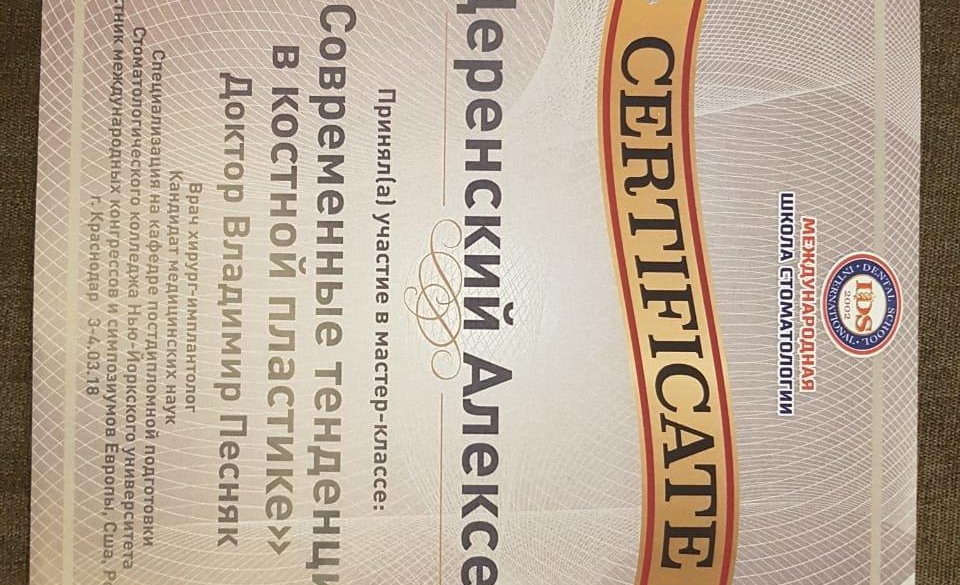 INTERNATIONAL DENTAL SCHOOL
IDS
2002
МЕЖДУНАРОДНАЯ
ШКОЛА СТОМАТОЛОГИИ
CERTIFICATE
Церенский Алексе
Принял(а) участие в мастер-классе:
Современные тенденци
в костной пластике»
Доктор Владимир Песняк
Врач хирург-имплантолог
Кандидат медицинских наук
Специализация на кафедре постдипломной подготовки
Стоматологического колледжа Нью-Йоркского университета
тник международных конгрессов и симпозиумов Европы, Сша, Р
г. Краснодар 3-4.03.18